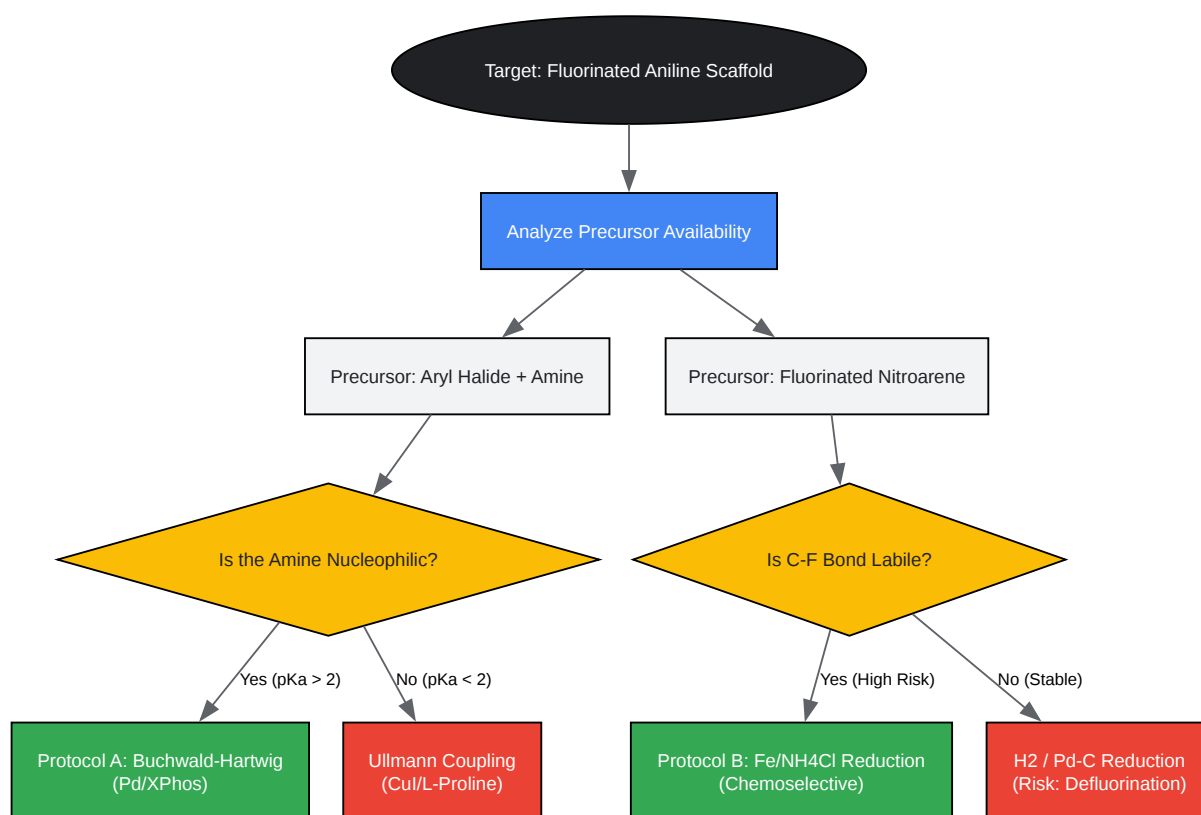 Target: Fluorinated Aniline Scaffold
Analyze Precursor Availability
Precursor: Aryl Halide + Amine
Precursor: Fluorinated Nitroarene
Is the Amine Nucleophilic?
Is C-F Bond Labile?
Yes (pKa > 2)
No (pKa < 2)
Yes (High Risk)
No (Stable)
Protocol A: Buchwald-Hartwig
(Pd/XPhos)
Ullmann Coupling
(CuI/L-Proline)
Protocol B: Fe/NH4Cl Reduction
(Chemoselective)
H2 / Pd-C Reduction
(Risk: Defluorination)